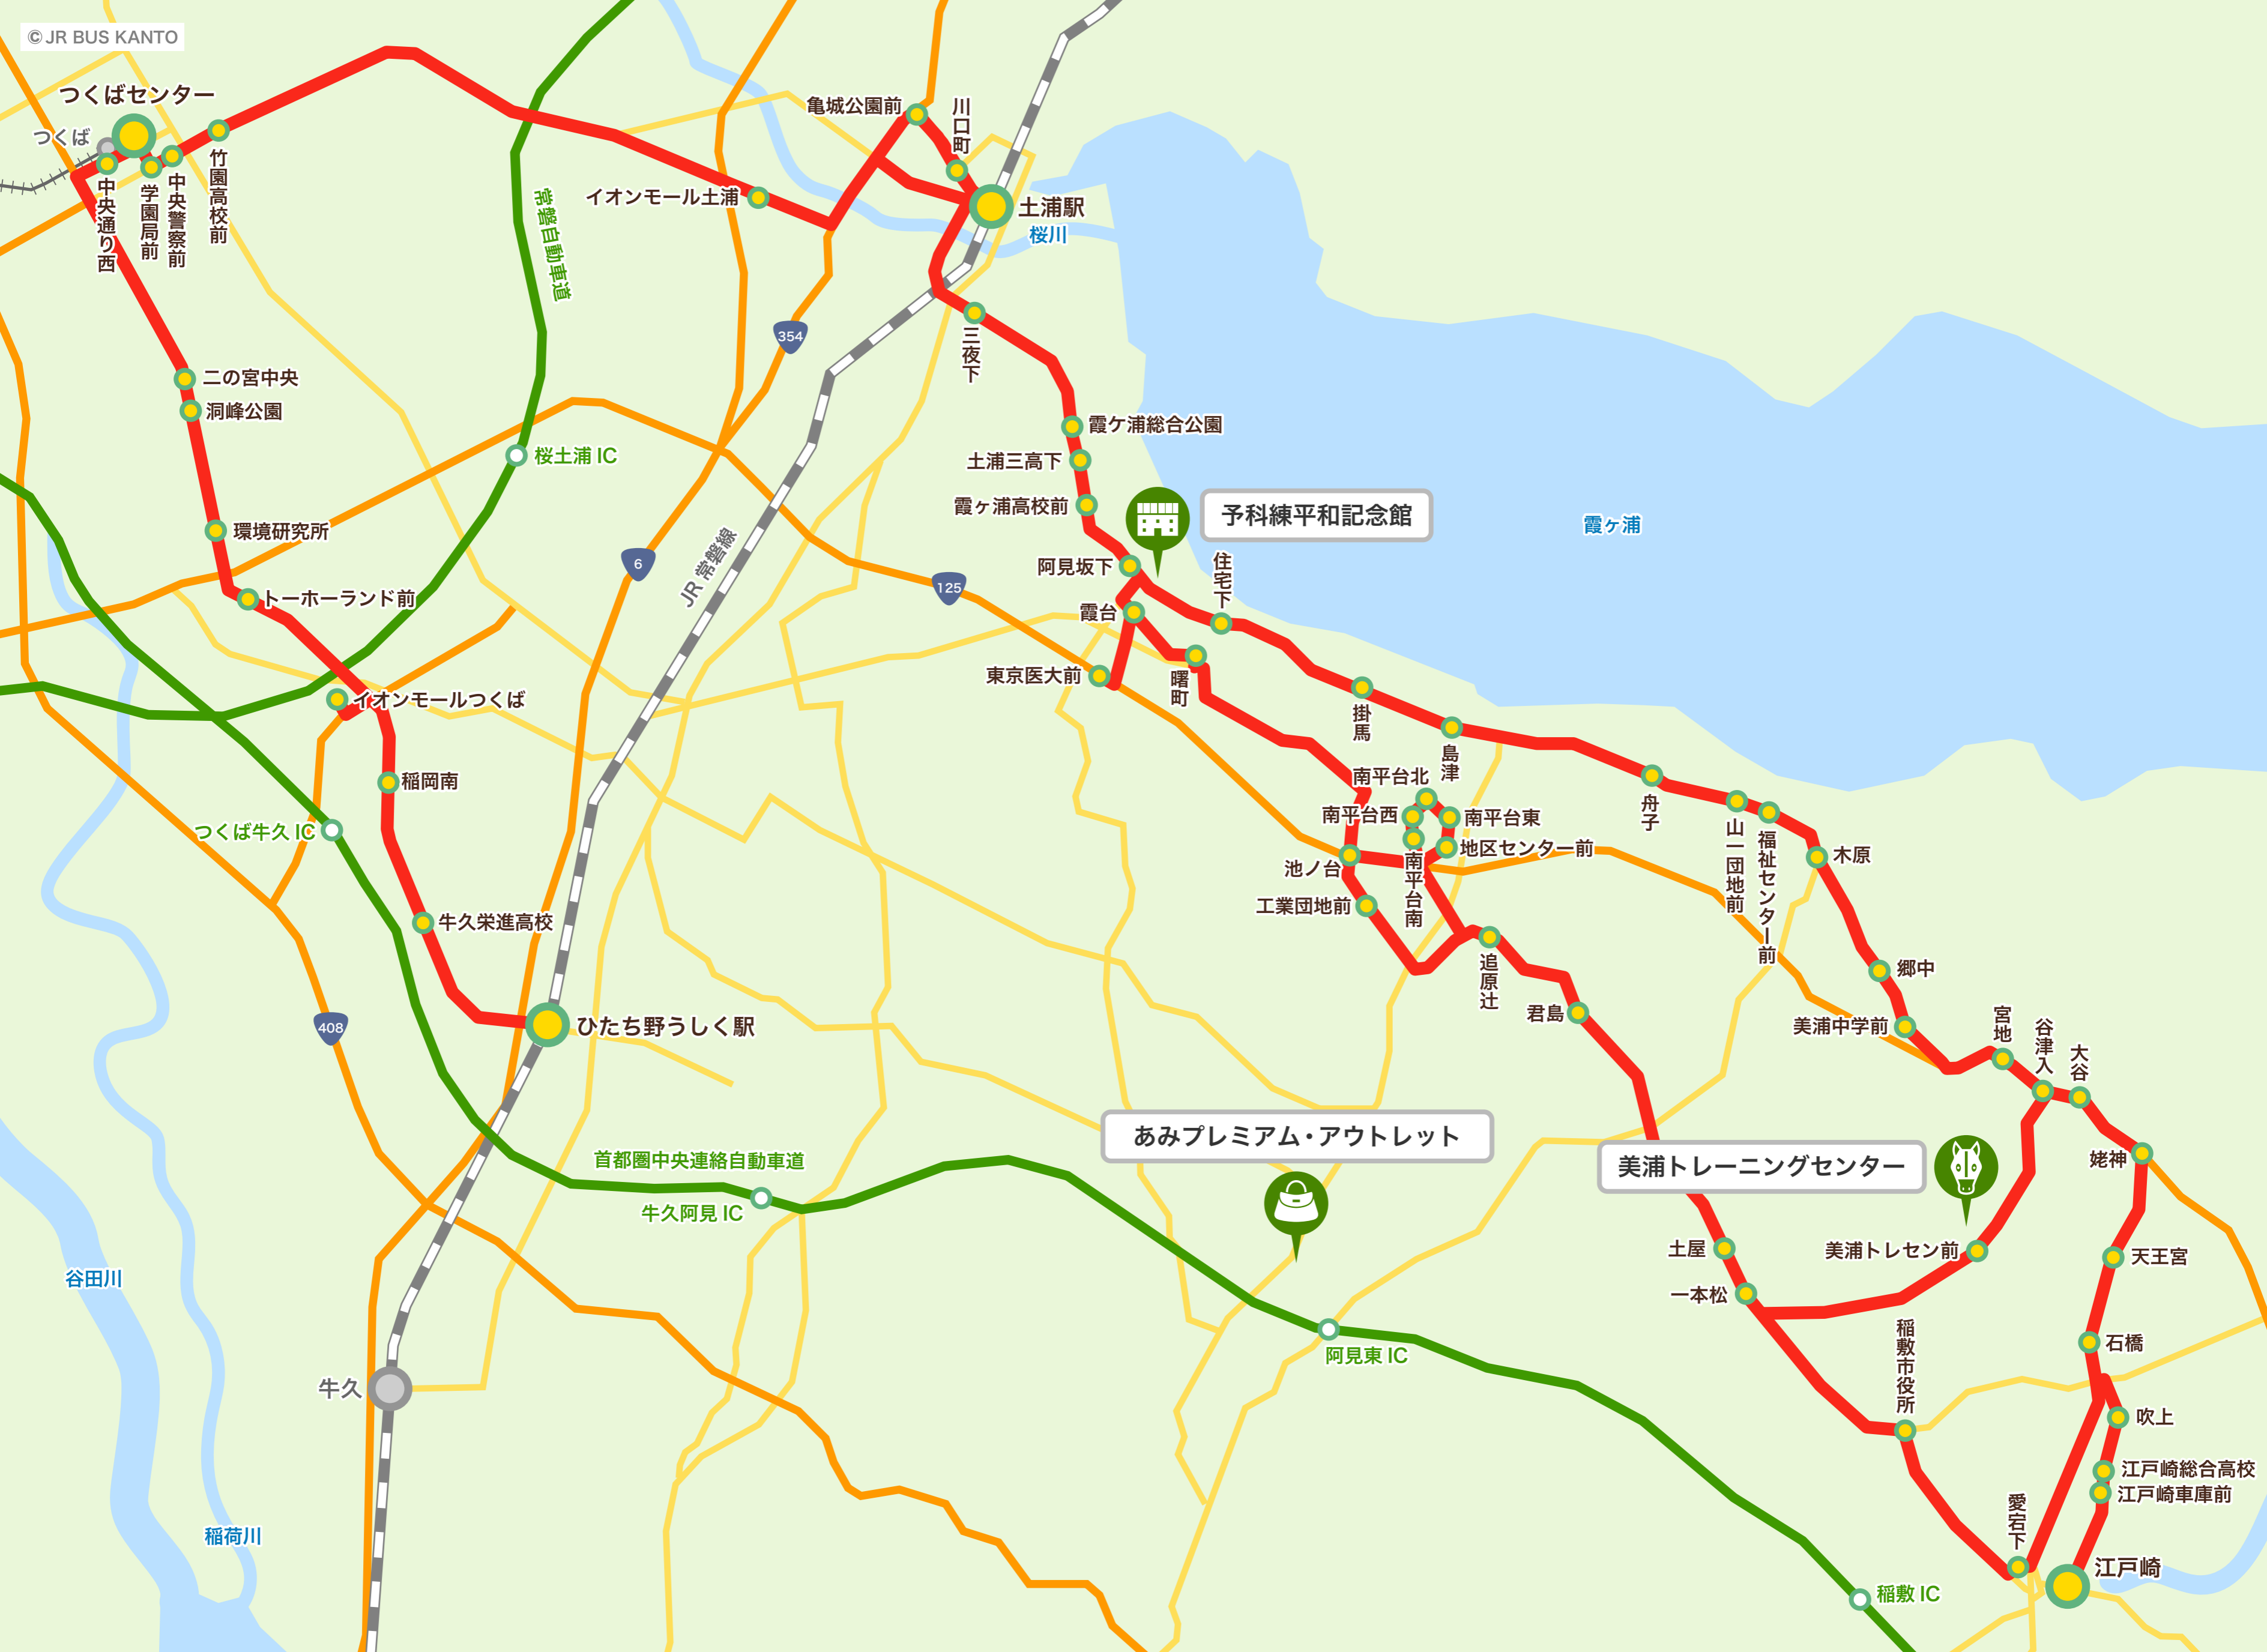 © JR BUS KANTO
つくばセンター
つくば
中央通り西
学園局前
中央警察前
竹園高校前
亀城公園前
川口町
イオンモール土浦
土浦駅
桜川
常磐自動車道
354
三夜下
二の宮中央
洞峰公園
霞ケ浦総合公園
桜土浦 IC
土浦三高下
霞ヶ浦高校前
予科練平和記念館
霞ヶ浦
環境研究所
6
JR 常磐線
125
阿見坂下
住宅下
トーホーランド前
霞台
東京医大前
曙町
イオンモールつくば
掛馬
島津
稲岡南
南平台北
南平台西
南平台東
舟子
山一団地前
福祉センター前
つくば牛久 IC
地区センター前
木原
池ノ台
南平台南
工業団地前
牛久栄進高校
追原辻
郷中
君島
408
ひたち野うしく駅
美浦中学前
宮地
谷津入
大谷
あみプレミアム・アウトレット
首都圏中央連絡自動車道
美浦トレーニングセンター
姥神
牛久阿見 IC
土屋
美浦トレセン前
天王宮
谷田川
一本松
稲敷市役所
石橋
阿見東 IC
牛久
吹上
江戸崎総合高校
江戸崎車庫前
愛宕下
稲荷川
江戸崎
稲敷 IC